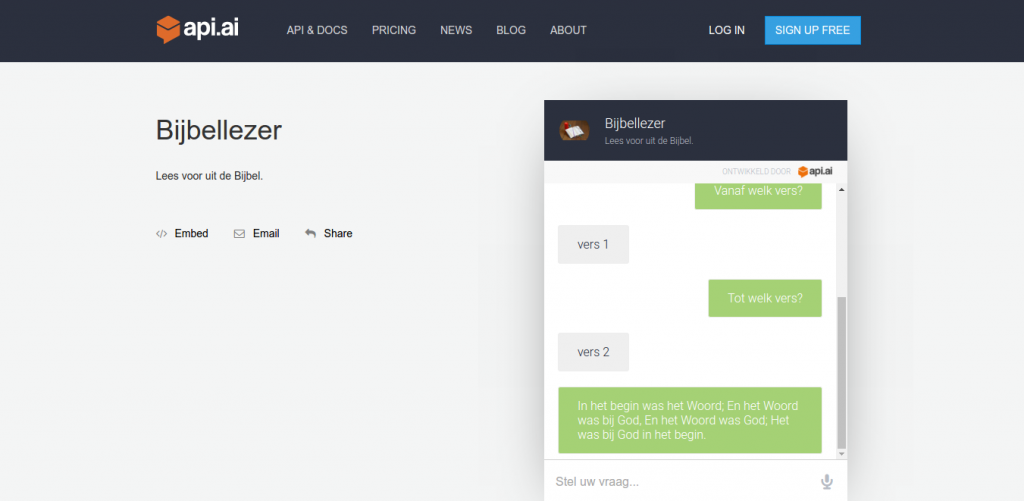 api.ai
API & DOCS
PRICING
NEWS
BLOG
ABOUT
LOG IN
SIGN UP FREE
Bijbellezer
Lees voor uit de Bijbel.
Embed
Email
Share
Bijbellezer
Lees voor uit de Bijbel.
ONTWIKKELD DOOR api.ai
Vanaf welk vers?
vers 1
Tot welk vers?
vers 2
In het begin was het Woord; En het Woord
was bij God, En het Woord was God; Het
was bij God in het begin.
Stel uw vraag...